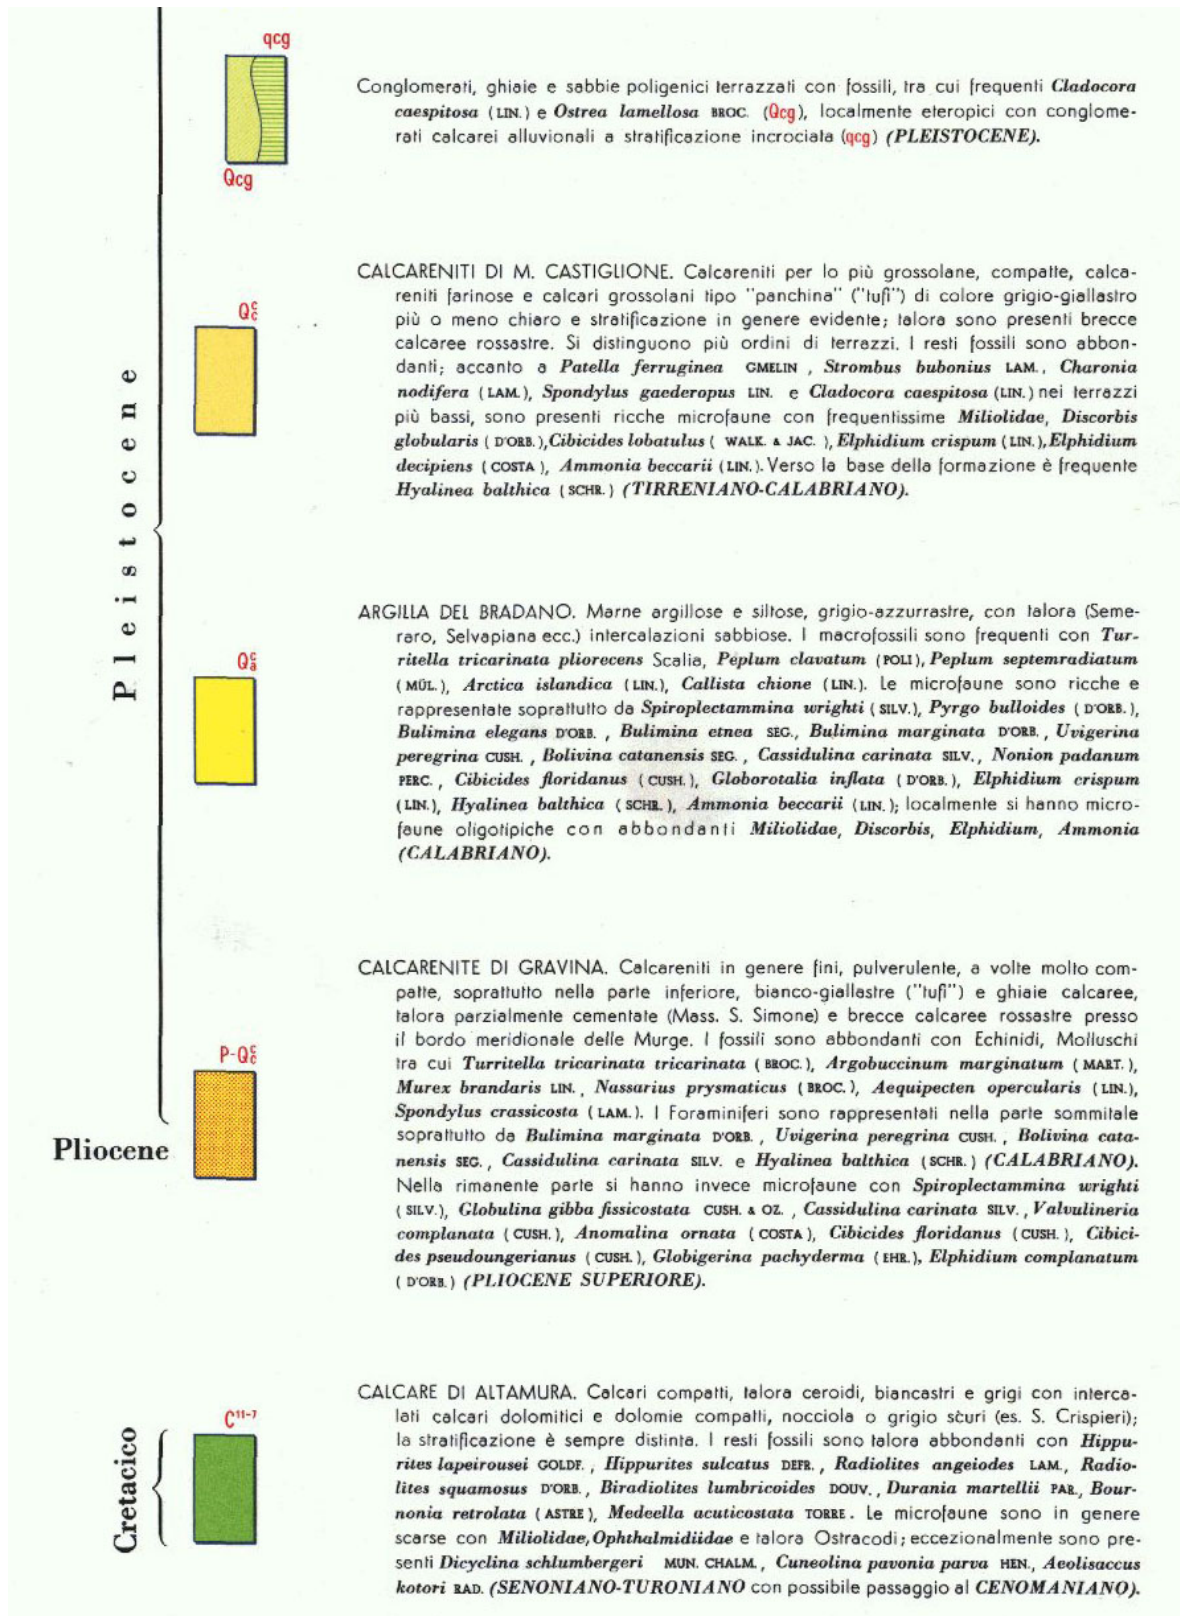 qcg
Conglomerati, ghiaie e sabbie poligenici terrazzati con fossili, tra cui frequenti Cladocora
caespitosa (LIN.) e Ostrea lamellosa BROC. (Qcg), localmente eteropici con conglome-
rati calcarei alluvionali a stratificazione incrociata (qcg) (PLEISTOCENE).
Qcg
Pleistocene
CALCARENITI DI M. CASTIGLIONE. Calcareniti per lo più grossolane, compatte, calca-
reniti farinose e calcari grossolani tipo "panchina" ("tufi") di colore grigio-giallastro
più o meno chiaro e stratificazione in genere evidente; talora sono presenti brecce
calcaree rossastre. Si distinguono più ordini di terrazzi. I resti fossili sono abbon-
danti; accanto a Patella ferruginea GMELIN, Strombus bubonius LAM., Charonia
nodifera (LAM.), Spondylus gaederopus LIN. e Cladocora caespitosa (LIN.) nei terrazzi
più bassi, sono presenti ricche microfaune con frequentissime Miliolidae, Discorbis
globularis (D'ORB.), Cibicides lobatulus (WALK. & JAC.), Elphidium crispum (LIN.), Elphidium
decipiens (COSTA), Ammonia beccarii (LIN.). Verso la base della formazione è frequente
Hyalinea balthica (SCHR.) (TIRRENIANO-CALABRIANO).
Qcc
ARGILLA DEL BRADANO. Marne argillose e siltose, grigio-azzurrastre, con talora (Seme-
raro, Selvapiana ecc.) intercalazioni sabbiose. I macrofossili sono frequenti con Tur-
ritella tricarinata pliorecens Scalia, Peplum clavatum (POLI), Peplum septemradiatum
(MÜL.), Arctica islandica (LIN.), Callista chione (LIN.). Le microfaune sono ricche e
rappresentate soprattutto da Spiroplectammina wrighti (SILV.), Pyrgo bulloides (D'ORB.),
Bulimina elegans D'ORB., Bulimina etnea SEG., Bulimina marginata D'ORB., Uvigerina
peregrina CUSH., Bolivina catanensis SEG., Cassidulina carinata SILV., Nonion padanum
PERC., Cibicides floridanus (CUSH.), Globorotalia inflata (D'ORB.), Elphidium crispum
(LIN.), Hyalinea balthica (SCHR.), Ammonia beccarii (LIN.); localmente si hanno micro-
faune oligotipiche con abbondanti Miliolidae, Discorbis, Elphidium, Ammonia
(CALABRIANO).
Qca
CALCARENITE DI GRAVINA. Calcareniti in genere fini, pulverulente, a volte molto com-
patte, soprattutto nella parte inferiore, bianco-giallastre ("tufi") e ghiaie calcaree,
talora parzialmente cementate (Mass. S. Simone) e brecce calcaree rossastre presso
il bordo meridionale delle Murge. I fossili sono abbondanti con Echinidi, Molluschi
tra cui Turritella tricarinata tricarinata (BROC.), Argobuccinum marginatum (MART.),
Murex brandaris LIN., Nassarius prysmaticus (BROC.), Aequipecten opercularis (LIN.),
Spondylus crassicosta (LAM.). I Foraminiferi sono rappresentati nella parte sommitale
soprattutto da Bulimina marginata D'ORB., Uvigerina peregrina CUSH., Bolivina cata-
nensis SEG., Cassidulina carinata SILV. e Hyalinea balthica (SCHR.) (CALABRIANO).
Nella rimanente parte si hanno invece microfaune con Spiroplectammina wrighti
(SILV.), Globulina gibba fissicostata CUSH. & OZ., Cassidulina carinata SILV., Valvulineria
complanata (CUSH.), Anomalina ornata (COSTA), Cibicides floridanus (CUSH.), Cibici-
des pseudoungerianus (CUSH.), Globigerina pachyderma (EHR.), Elphidium complanatum
(D'ORB.) (PLIOCENE SUPERIORE).
P-Qcc
Pliocene
CALCARE DI ALTAMURA. Calcari compatti, talora ceroidi, biancastri e grigi con interca-
lati calcari dolomitici e dolomie compatti, nocciola o grigio scuri (es. S. Crispieri);
la stratificazione è sempre distinta. I resti fossili sono talora abbondanti con Hippu-
rites lapeirousei GOLDF., Hippurites sulcatus DEFR., Radiolites angeiodes LAM., Radio-
lites squamosus D'ORB., Biradiolites lumbricoides DOUV., Durania martellii PAR., Bour-
nonia retrolata (ASTRE), Medeella acuticostata TORRE. Le microfaune sono in genere
scarse con Miliolidae, Ophthalmidiidae e talora Ostracodi; eccezionalmente sono pre-
senti Dicyclina schlumbergeri MUN. CHALM., Cuneolina pavonia parva HEN., Aeolisaccus
kotori RAD. (SENONIANO-TURONIANO con possibile passaggio al CENOMANIANO).
C11-7
Cretacico